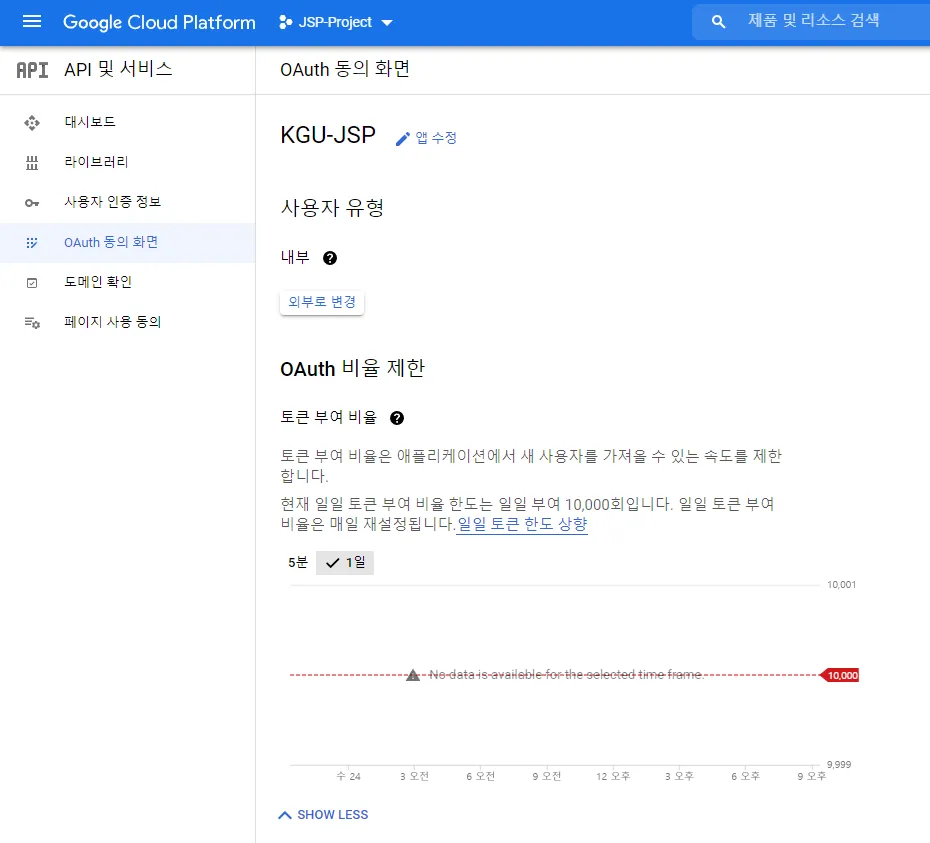 Google Cloud Platform
JSP-Project
제품 및 리소스 검색
API API 및 서비스
OAuth 동의 화면
대시보드
라이브러리
사용자 인증 정보
OAuth 동의 화면
도메인 확인
페이지 사용 동의
KGU-JSP
앱 수정
사용자 유형
내부
외부로 변경
OAuth 비율 제한
토큰 부여 비율
토큰 부여 비율은 애플리케이션에서 새 사용자를 가져올 수 있는 속도를 제한
합니다.
현재 일일 토큰 부여 비율 한도는 일일 부여 10,000회입니다. 일일 토큰 부여
비율은 매일 재설정됩니다.일일 토큰 한도 상향
5분 1일
10,001
No data is available for the selected time frame.
10,000
9,999
수 24 3 오전 6 오전 9 오전 12 오후 3 오후 6 오후 9 오후
SHOW LESS